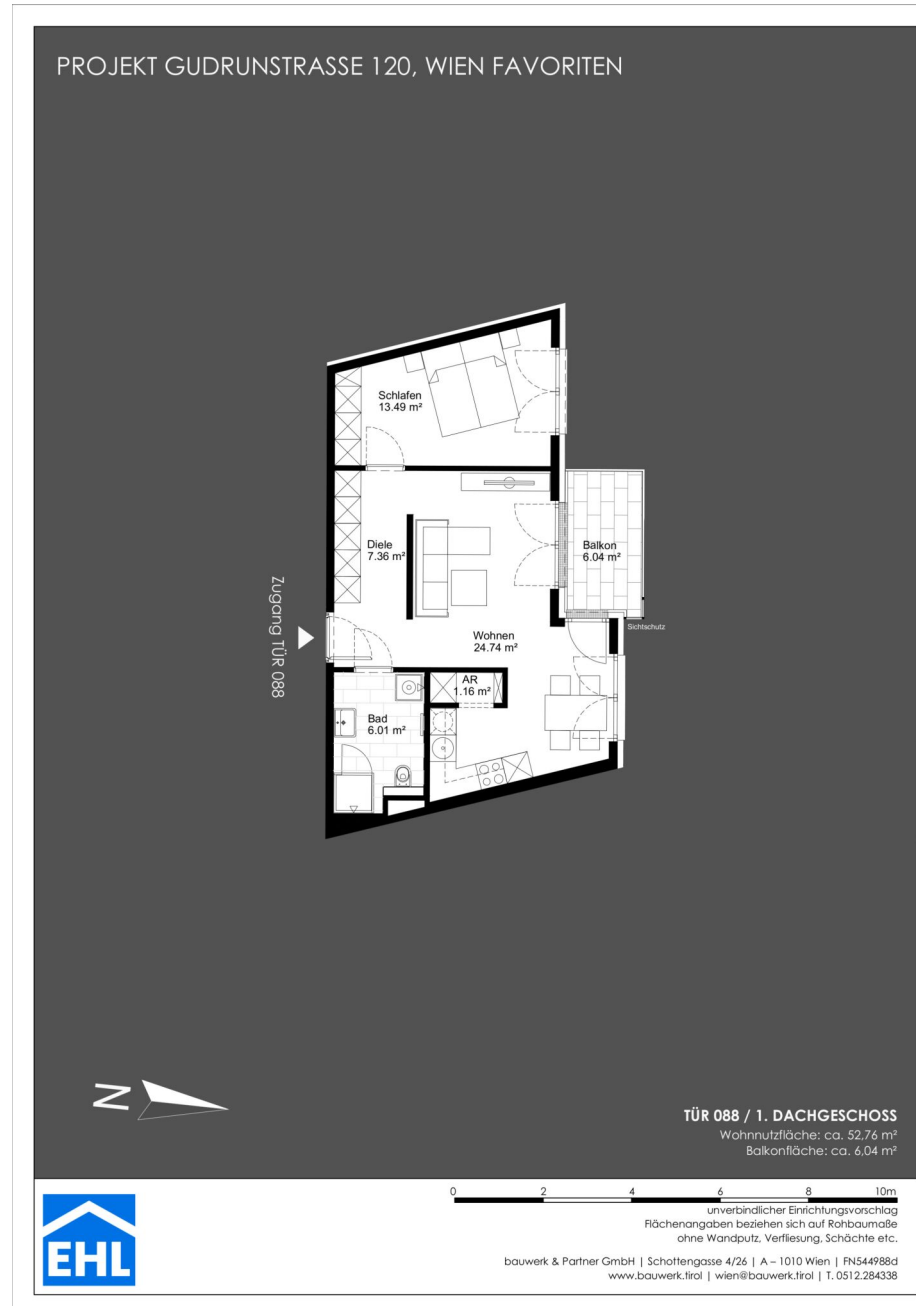 PROJEKT GUDRUNSTRASSE 120, WIEN FAVORITEN
Schlafen
13.49 m²
Diele
7.36 m²
Balkon
6.04 m²
Sichtschutz
Zugang TÜR 088
Wohnen
24.74 m²
AR
1.16 m²
Bad
6.01 m²
N
TÜR 088 / 1. DACHGESCHOSS
Wohnnutzfläche: ca. 52,76 m²
Balkonfläche: ca. 6,04 m²
0 2 4 6 8 10m
unverbindlicher Einrichtungsvorschlag
Flächenangaben beziehen sich auf Rohbaumaße
ohne Wandputz, Verfliesung, Schächte etc.
EHL
bauwerk & Partner GmbH | Schottengasse 4/26 | A – 1010 Wien | FN544988d
www.bauwerk.tirol | wien@bauwerk.tirol | T. 0512.284338